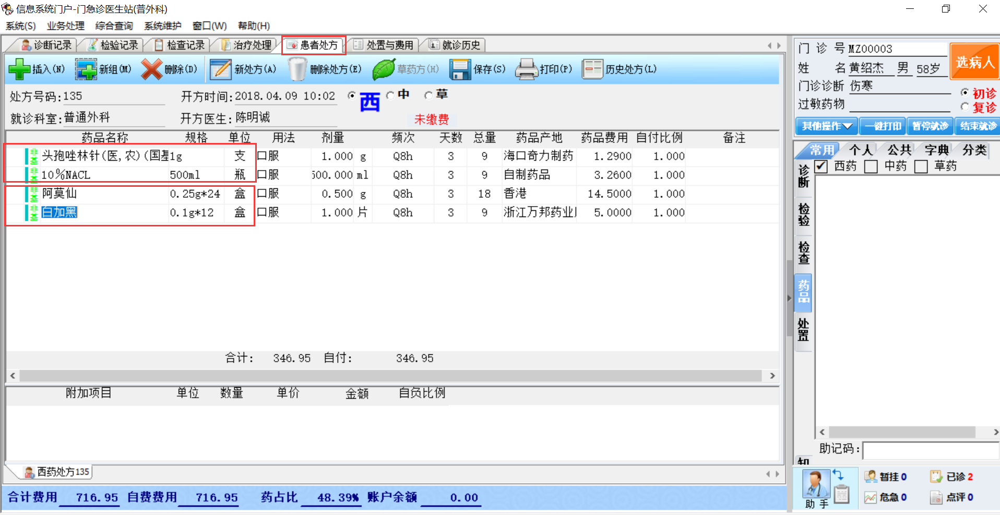 信息系统门户-门急诊医生站(普外科)
系统(S) 业务处理 综合查询 系统维护 窗口(W) 帮助(H)
诊断记录 检验记录 检查记录 治疗处理 患者处方 处置与费用 就诊历史
插入(N) 新组(M) 删除(D) 新处方(A) 删除处方(E) 草药方(H) 保存(S) 打印(P) 历史处方(L)
处方号码:135 开方时间:2018.04.09 10:02 西 中 草
就诊科室:普通外科 开方医生:陈明诚 未缴费
药品名称 规格 单位 用法 剂量 频次 天数 总量 药品产地 药品费用 自付比例 备注
非基 头孢唑林针(医,农)(国基 1g 支 口服 1.000 g Q8h 3 9 海口奇力制药 1.2900 1.000
非基 10%NACL 500ml 瓶 口服 500.000 ml Q8h 3 9 自制药品 3.2600 1.000
非基 阿莫仙 0.25g*24 盒 口服 0.500 g Q8h 3 18 香港 14.5000 1.000
非基 白加黑 0.1g*12 盒 口服 1.000 片 Q8h 3 9 浙江万邦药业 5.0000 1.000
合计: 346.95 自付: 346.95
附加项目 单位 数量 单价 金额 自负比例
西药处方135
合计费用 716.95 自费费用 716.95 药占比 48.39% 账户余额 0.00
门诊号 MZ00003
姓名 黄绍杰 男 58岁
选病人
门诊诊断 伤寒
过敏药物
初诊
复诊
其他操作 一键打印 暂停就诊 结束就诊
常用 个人 公共 字典 分类
西药 中药 草药
诊断
检验
检查
药品
处置
知
助记码:
助手
暂挂 0 已诊 2
危急 0 点评 0